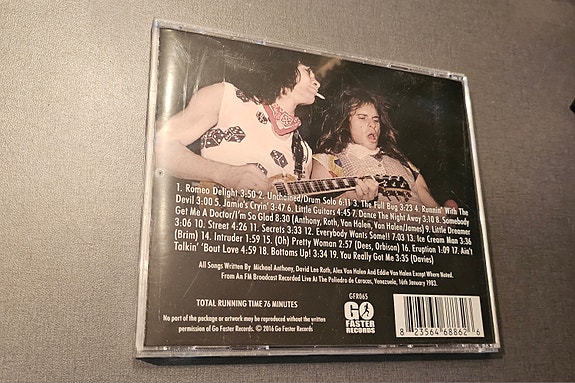 1. Romeo Delight 3:50 2. Unchained/Drum Solo 6:11 3. The Full Bug 3:23 4. Runnin' With The
Devil 3:00 5. Jamie's Cryin' 3:47 6. Little Guitars 4:45 7. Dance The Night Away 3:10 8. Somebody
Get Me A Doctor/I'm So Glad 8:30 (Anthony, Roth, Van Halen, Van Halen/James) 9. Little Dreamer
3:06 10. Street 4:26 11. Secrets 3:33 12. Everybody Wants Some!! 7:03 13. Ice Cream Man 3:36
(Brim) 14. Intruder 1:59 15. (Oh) Pretty Woman 2:57 (Dees, Orbison) 16. Eruption 1:09 17. Ain't
Talkin' 'Bout Love 4:59 18. Bottoms Up! 3:34 19. You Really Got Me 3:35 (Davies)
All Songs Written By Michael Anthony, David Lee Roth, Alex Van Halen And Eddie Van Halen Except Where Noted.
From An FM Broadcast Recorded Live At The Poliedro de Caracas, Venezuela, 16th January 1983.
TOTAL RUNNING TIME 76 MINUTES
No part of the package or artwork may be reproduced without the written
permission of Go Faster Records. © 2016 Go Faster Records
GFR065
GO
FASTER
RECORDS
8 23564 68862 6